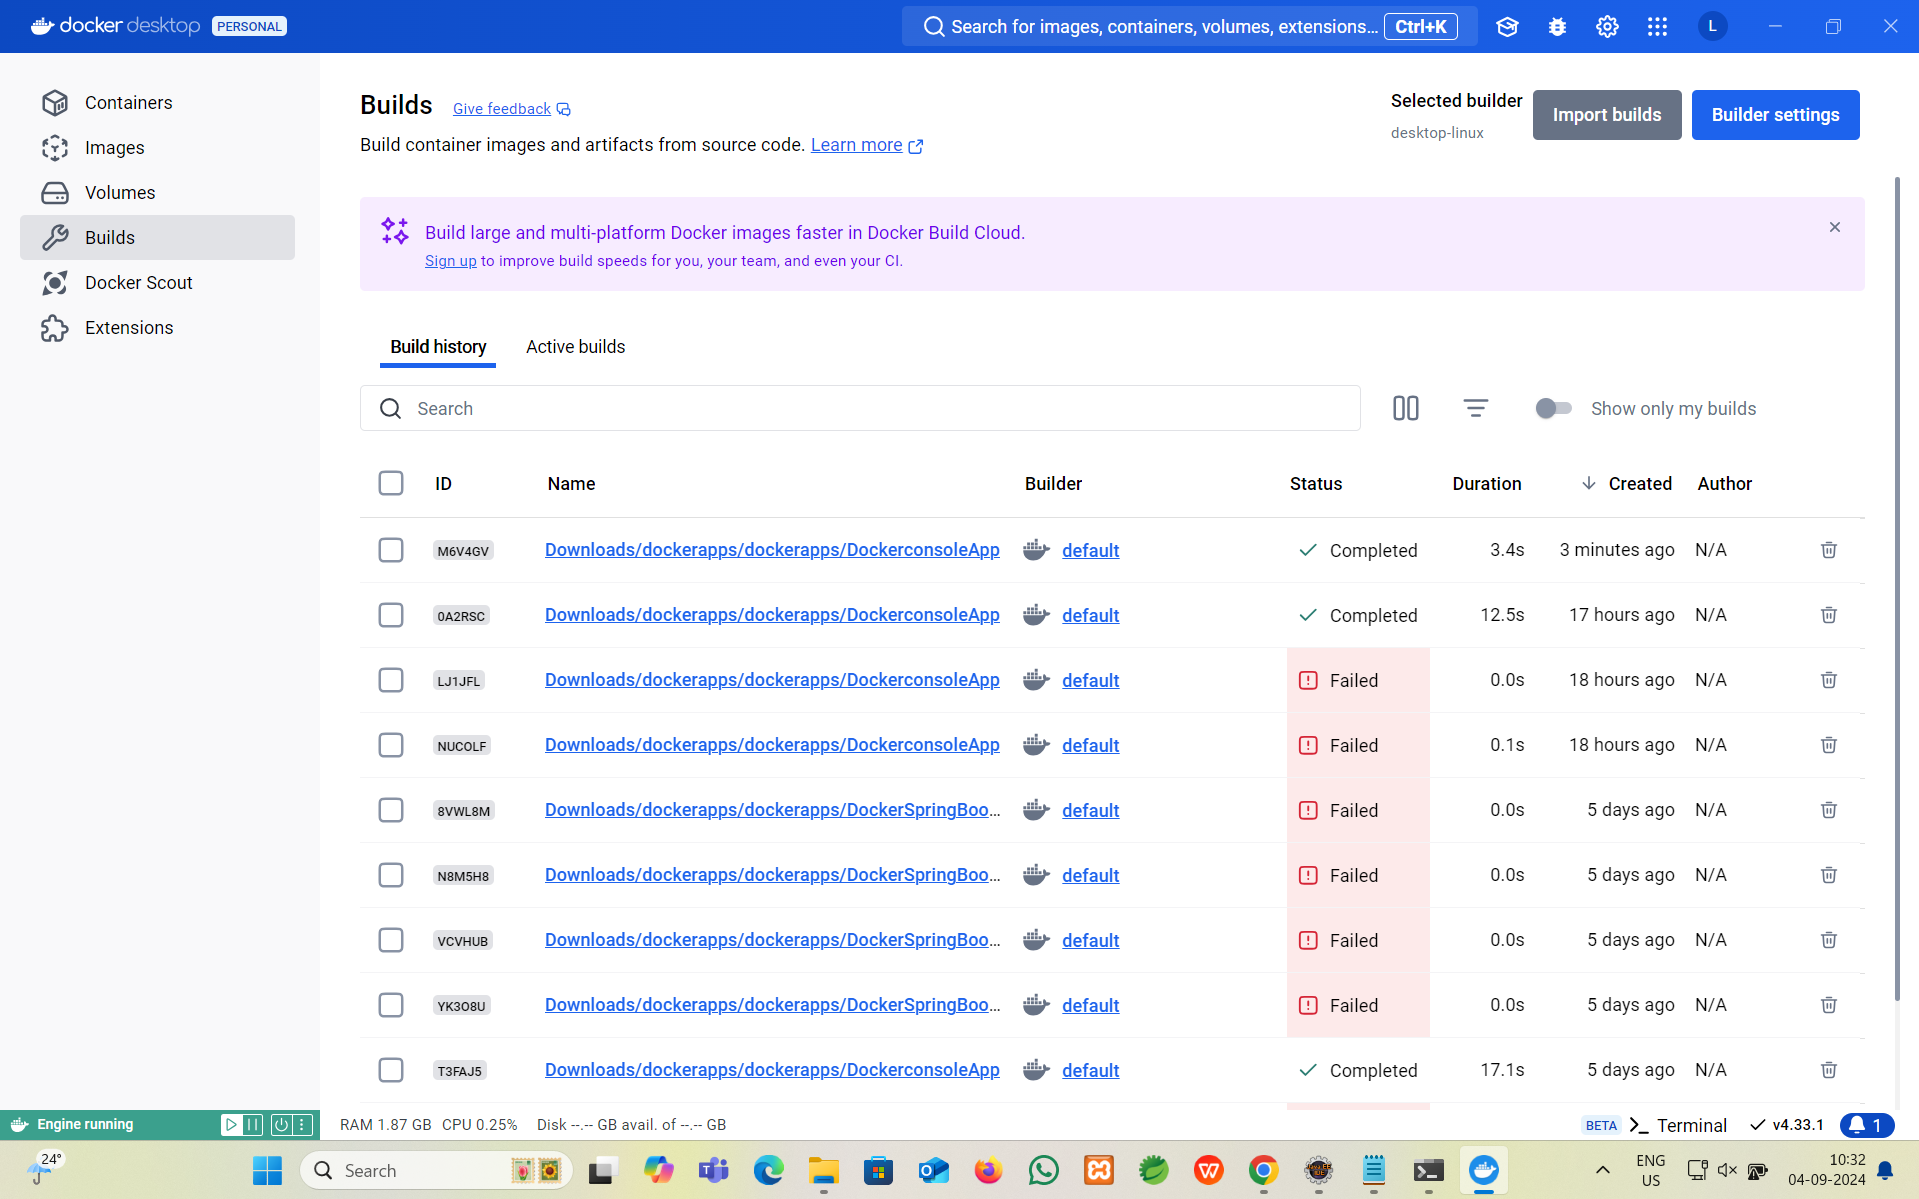 docker desktop PERSONAL
Search for images, containers, volumes, extensions... Ctrl+K
L
Containers
Images
Volumes
Builds
Docker Scout
Extensions
Builds Give feedback
Build container images and artifacts from source code. Learn more
Selected builder
desktop-linux
Import builds
Builder settings
Build large and multi-platform Docker images faster in Docker Build Cloud.
Sign up to improve build speeds for you, your team, and even your CI.
Build history Active builds
Search
Show only my builds
ID Name Builder Status Duration Created Author
M6V4GV Downloads/dockerapps/dockerapps/DockerconsoleApp default Completed 3.4s 3 minutes ago N/A
0A2RSC Downloads/dockerapps/dockerapps/DockerconsoleApp default Completed 12.5s 17 hours ago N/A
LJ1JFL Downloads/dockerapps/dockerapps/DockerconsoleApp default Failed 0.0s 18 hours ago N/A
NUCOLF Downloads/dockerapps/dockerapps/DockerconsoleApp default Failed 0.1s 18 hours ago N/A
8VWL8M Downloads/dockerapps/dockerapps/DockerSpringBoo... default Failed 0.0s 5 days ago N/A
N8M5H8 Downloads/dockerapps/dockerapps/DockerSpringBoo... default Failed 0.0s 5 days ago N/A
VCVHUB Downloads/dockerapps/dockerapps/DockerSpringBoo... default Failed 0.0s 5 days ago N/A
YK3O8U Downloads/dockerapps/dockerapps/DockerSpringBoo... default Failed 0.0s 5 days ago N/A
T3FAJ5 Downloads/dockerapps/dockerapps/DockerconsoleApp default Completed 17.1s 5 days ago N/A
Engine running
RAM 1.87 GB CPU 0.25% Disk --.-- GB avail. of --.-- GB
BETA Terminal v4.33.1 1
24°
Search
ENG
US
10:32
04-09-2024